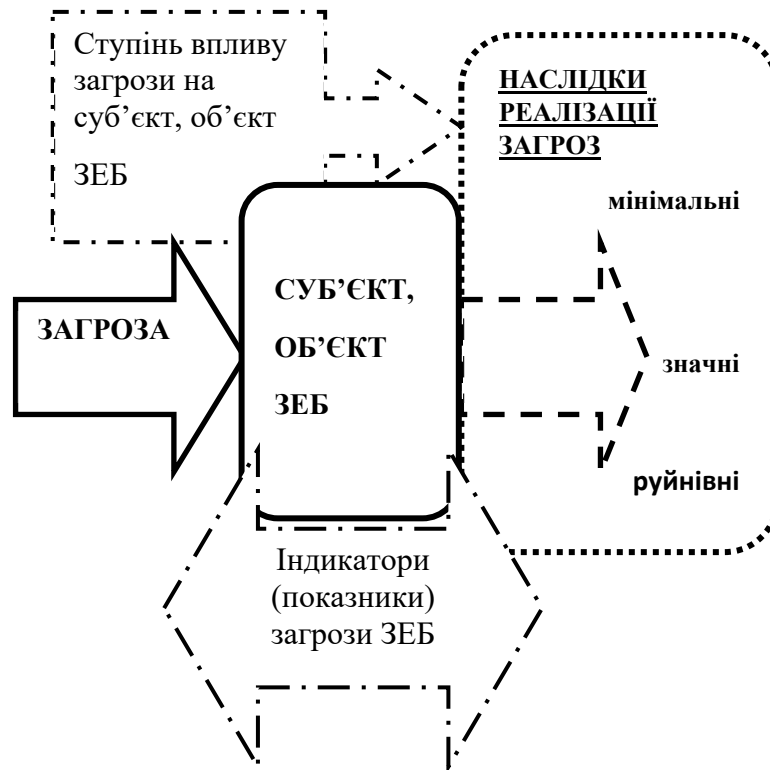 Ступінь впливу
загрози на
суб’єкт, об’єкт
ЗЕБ
НАСЛІДКИ
РЕАЛІЗАЦІЇ
ЗАГРОЗ
мінімальні
значні
руйнівні
ЗАГРОЗА
СУБ’ЄКТ,
ОБ’ЄКТ
ЗЕБ
Індикатори
(показники)
загрози ЗЕБ